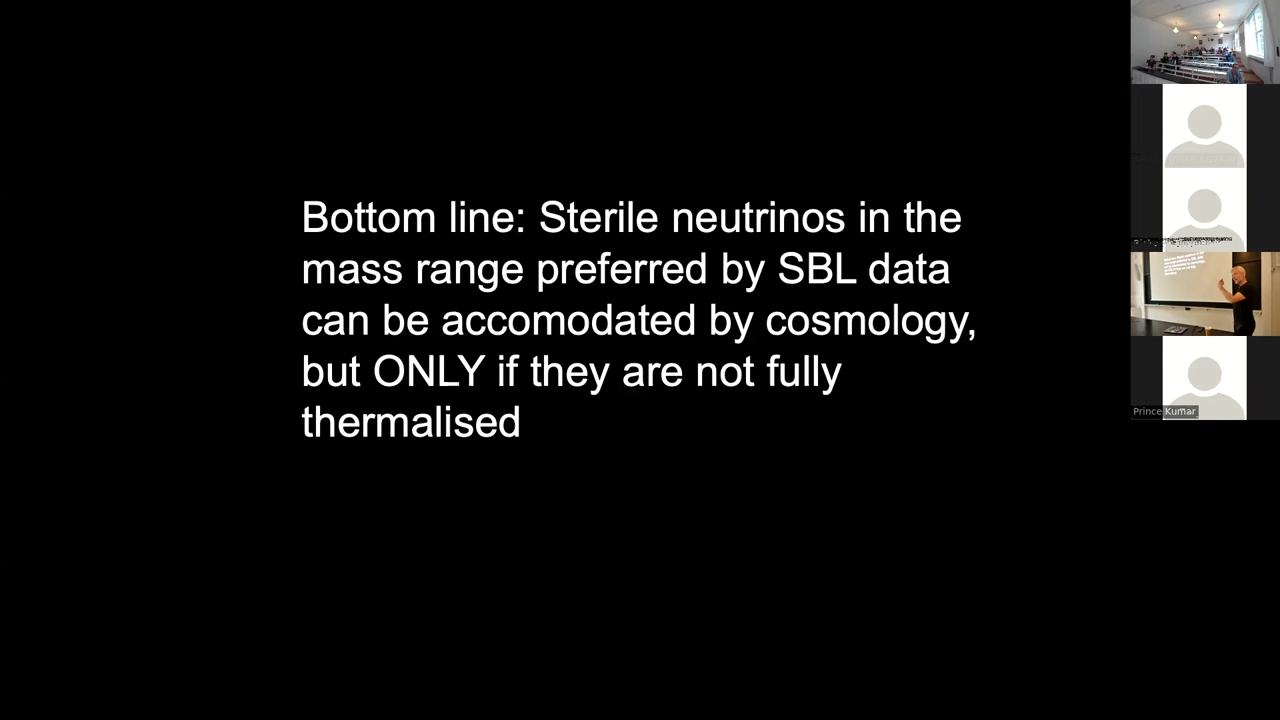 Bottom line: Sterile neutrinos in the
mass range preferred by SBL data
can be accomodated by cosmology,
but ONLY if they are not fully
thermalised
Prince Kumar